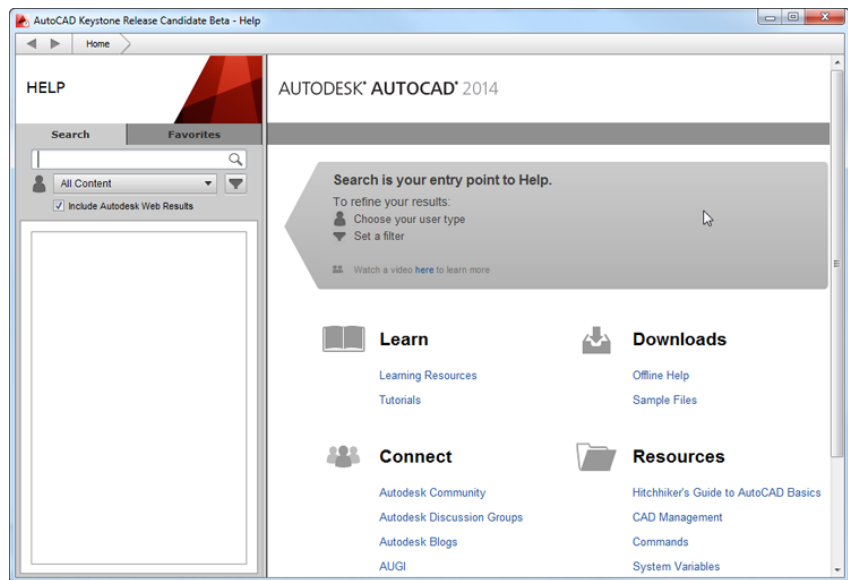 AutoCAD Keystone Release Candidate Beta - Help
Home
HELP
Search
Favorites
All Content
Include Autodesk Web Results
AUTODESK® AUTOCAD® 2014
Search is your entry point to Help.
To refine your results:
Choose your user type
Set a filter
Watch a video here to learn more
Learn
Learning Resources
Tutorials
Downloads
Offline Help
Sample Files
Connect
Autodesk Community
Autodesk Discussion Groups
Autodesk Blogs
AUGI
Resources
Hitchhiker's Guide to AutoCAD Basics
CAD Management
Commands
System Variables